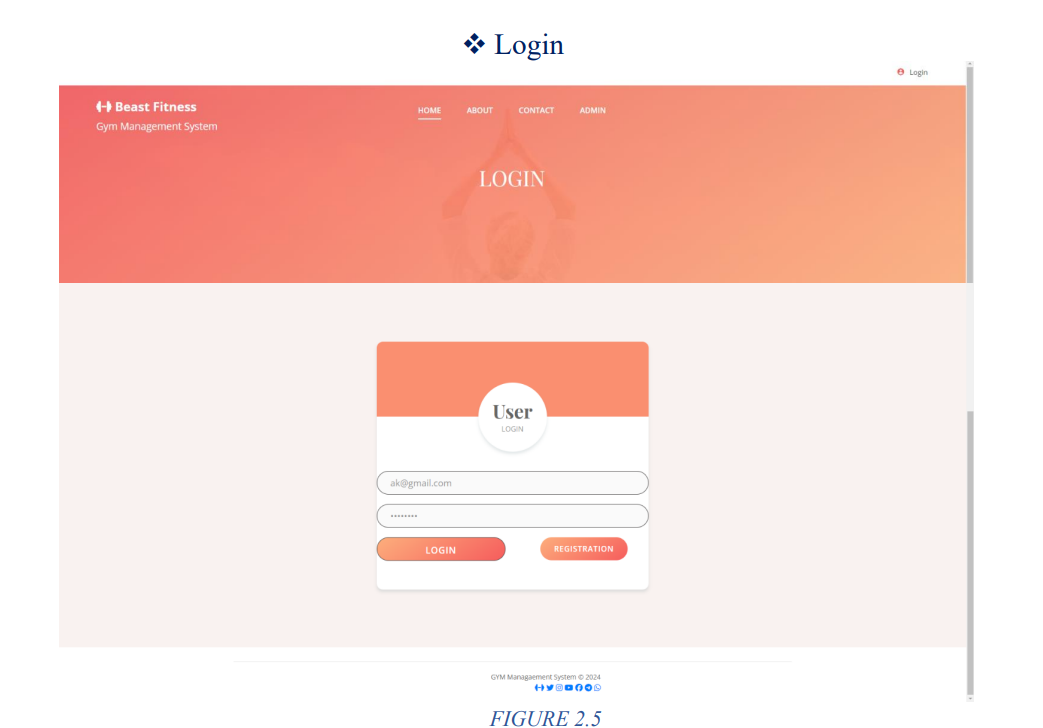 ❖ Login
Login
Beast Fitness
Gym Management System
HOME ABOUT CONTACT ADMIN
LOGIN
User
LOGIN
ak@gmail.com
••••••••
LOGIN REGISTRATION
GYM Managaement System © 2024
FIGURE 2.5